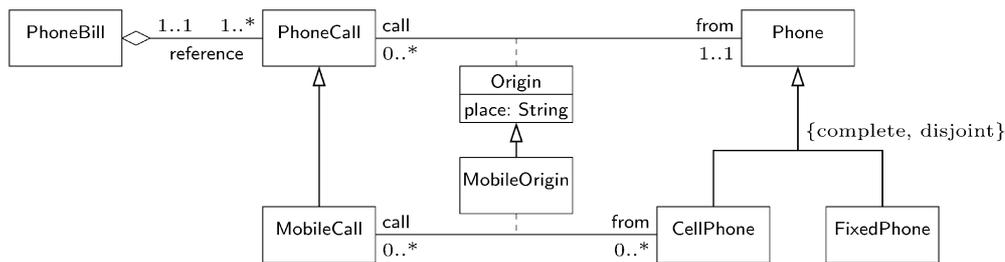 PhoneBill
1..1
1..*
reference
PhoneCall
call
0..*
from
1..1
Phone
Origin
place: String
{complete, disjoint}
MobileOrigin
MobileCall
call
0..*
from
0..*
CellPhone
FixedPhone